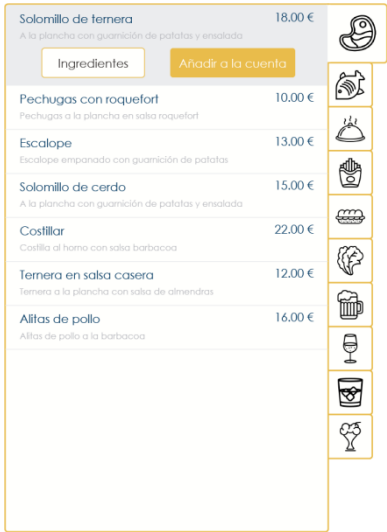 Solomillo de ternera 18.00 €
A la plancha con guarnición de patatas y ensalada
Ingredientes Añadir a la cuenta
Pechugas con roquefort 10.00 €
Pechugas a la plancha en salsa roquefort
Escalope 13.00 €
Escalope empanado con guarnición de patatas
Solomillo de cerdo 15.00 €
A la plancha con guarnición de patatas y ensalada
Costillar 22.00 €
Costilla al horno con salsa barbacoa
Ternera en salsa casera 12.00 €
Ternera a la plancha con salsa de almendras
Alitas de pollo 16.00 €
Alitas de pollo a la barbacoa